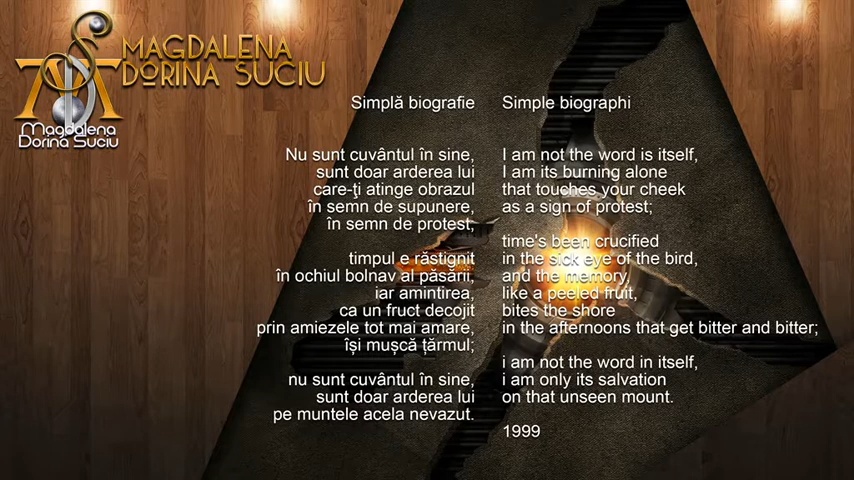 MAGDALENA
DORINA SUCIU
Magdalena
Dorina Suciu
Simplă biografie
Nu sunt cuvântul în sine,
sunt doar arderea lui
care-ţi atinge obrazul
în semn de supunere,
în semn de protest;
timpul e răstignit
în ochiul bolnav al păsării,
iar amintirea,
ca un fruct decojit
prin amiezele tot mai amare,
îşi muşcă ţărmul;
nu sunt cuvântul în sine,
sunt doar arderea lui
pe muntele acela nevazut.
Simple biographi
I am not the word is itself,
I am its burning alone
that touches your cheek
as a sign of protest;
time's been crucified
in the sick eye of the bird,
and the memory,
like a peeled fruit,
bites the shore
in the afternoons that get bitter and bitter;
i am not the word in itself,
i am only its salvation
on that unseen mount.
1999